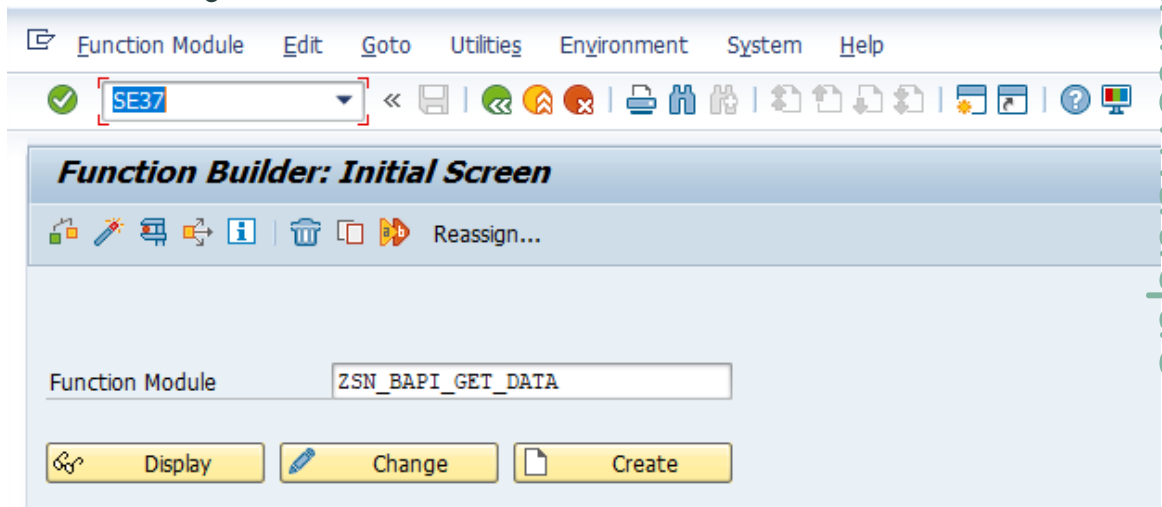 Function Module Edit Goto Utilities Environment System Help
SE37
Function Builder: Initial Screen
Reassign...
Function Module ZSN_BAPI_GET_DATA
Display Change Create